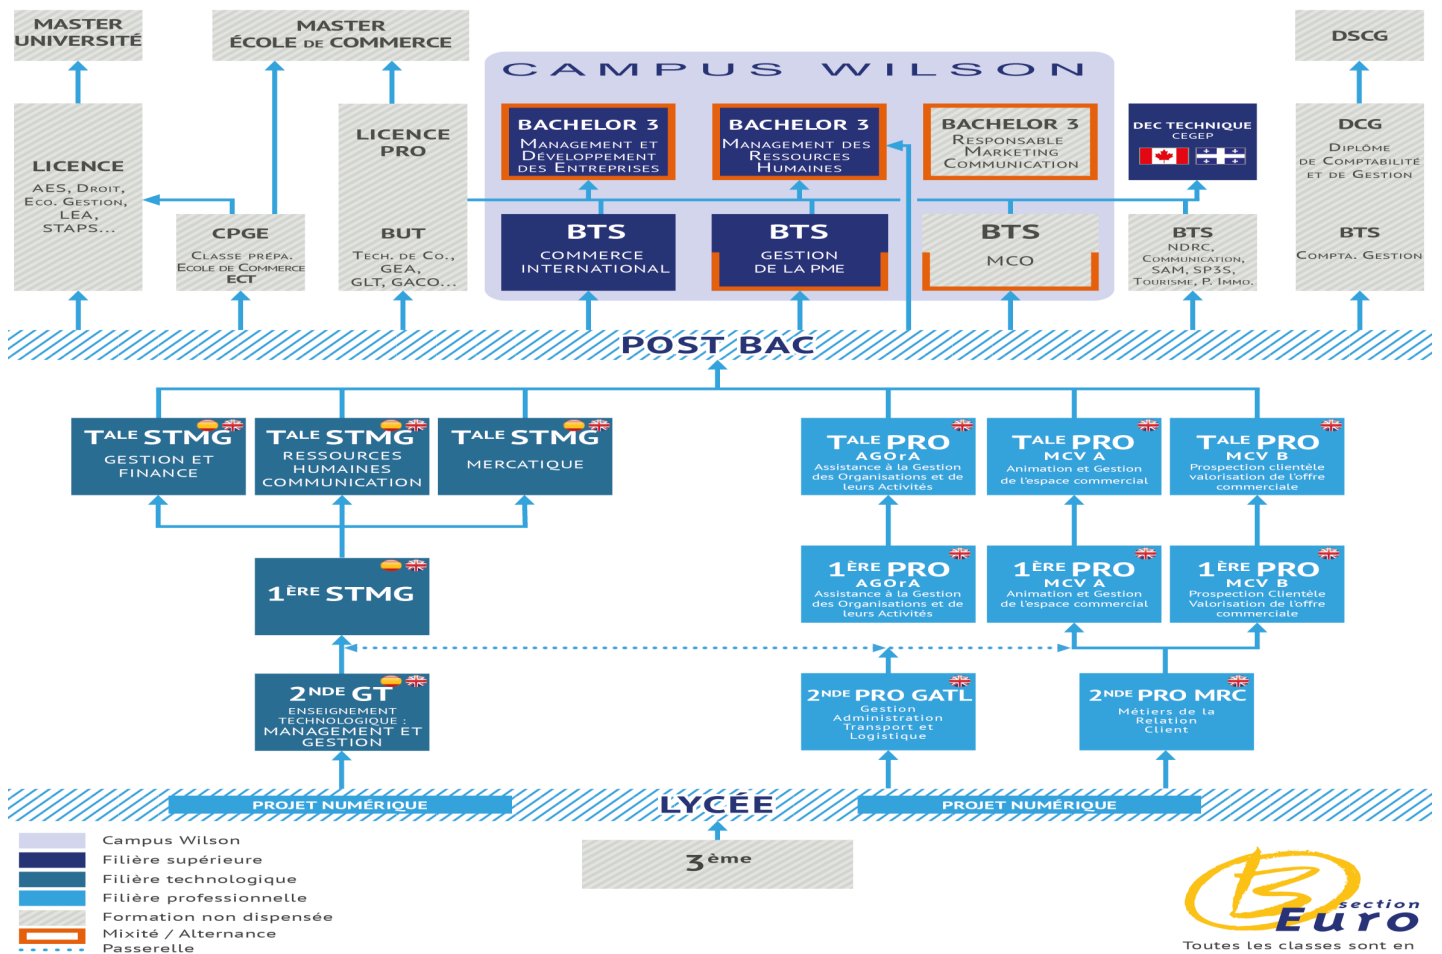 MASTER
UNIVERSITÉ
MASTER
ÉCOLE DE COMMERCE
DSCG
CAMPUS WILSON
LICENCE
AES, DROIT,
ECO. GESTION,
LEA,
STAPS...
CPGE
CLASSE PRÉPA.
ECOLE DE COMMERCE
ECT
LICENCE
PRO
BUT
TECH. DE CO.,
GEA,
GLT, GACO...
BACHELOR 3
MANAGEMENT ET
DÉVELOPPEMENT
DES ENTREPRISES
BACHELOR 3
MANAGEMENT DES
RESSOURCES
HUMAINES
BACHELOR 3
RESPONSABLE
MARKETING
COMMUNICATION
DEC TECHNIQUE
CEGEP
DCG
DIPLÔME
DE COMPTABILITÉ
ET DE GESTION
BTS
COMPTA. GESTION
BTS
COMMERCE
INTERNATIONAL
BTS
GESTION
DE LA PME
BTS
MCO
BTS
NDRC,
COMMUNICATION,
SAM, SP3S,
TOURISME, P. IMMO.
POST BAC
TALE STMG
GESTION ET
FINANCE
TALE STMG
RESSOURCES
HUMAINES
COMMUNICATION
TALE STMG
MERCATIQUE
TALE PRO
AGOrA
Assistance à la Gestion
des Organisations et de
leurs Activités
TALE PRO
MCV A
Animation et Gestion
de l'espace commercial
TALE PRO
MCV B
Prospection clientèle
valorisation de l'offre
commerciale
1ÈRE STMG
1ÈRE PRO
AGOrA
Assistance à la Gestion
des Organisations et de
leurs Activités
1ÈRE PRO
MCV A
Animation et Gestion
de l'espace commercial
1ÈRE PRO
MCV B
Prospection Clientèle
Valorisation de l'offre
commerciale
2NDE GT
ENSEIGNEMENT
TECHNOLOGIQUE :
MANAGEMENT ET
GESTION
2NDE PRO GATL
Gestion
Administration
Transport et
Logistique
2NDE PRO MRC
Métiers de la
Relation
Client
PROJET NUMÉRIQUE
LYCÉE
PROJET NUMÉRIQUE
3ème
Campus Wilson
Filière supérieure
Filière technologique
Filière professionnelle
Formation non dispensée
Mixité / Alternance
Passerelle
B
section
Euro
Toutes les classes sont en